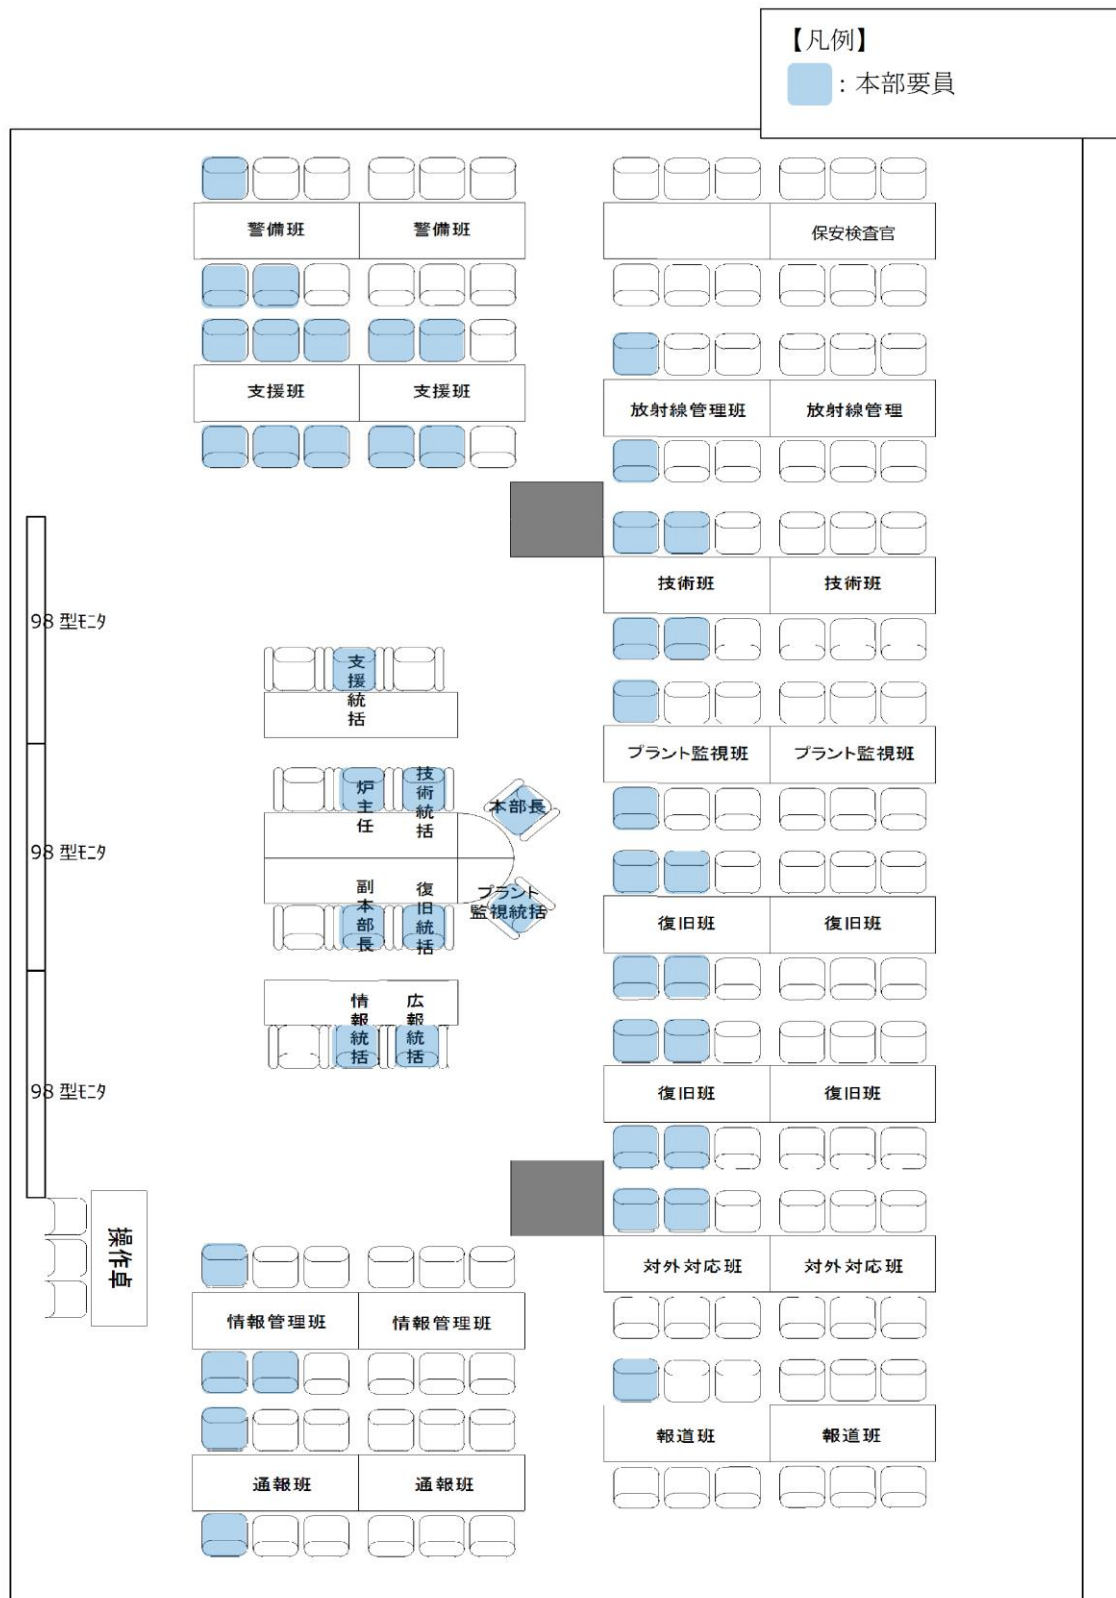 【凡例】
：本部要員
警備班
警備班
保安検査官
支援班
支援班
放射線管理班
放射線管理
技術班
技術班
98 型ﾓﾆﾀ
支援統括
プラント監視班
プラント監視班
炉主任
技術統括
本部長
98 型ﾓﾆﾀ
副本部長
復旧統括
プラント
監視統括
復旧班
復旧班
情報統括
広報統括
98 型ﾓﾆﾀ
復旧班
復旧班
操作卓
対外対応班
対外対応班
情報管理班
情報管理班
報道班
報道班
通報班
通報班